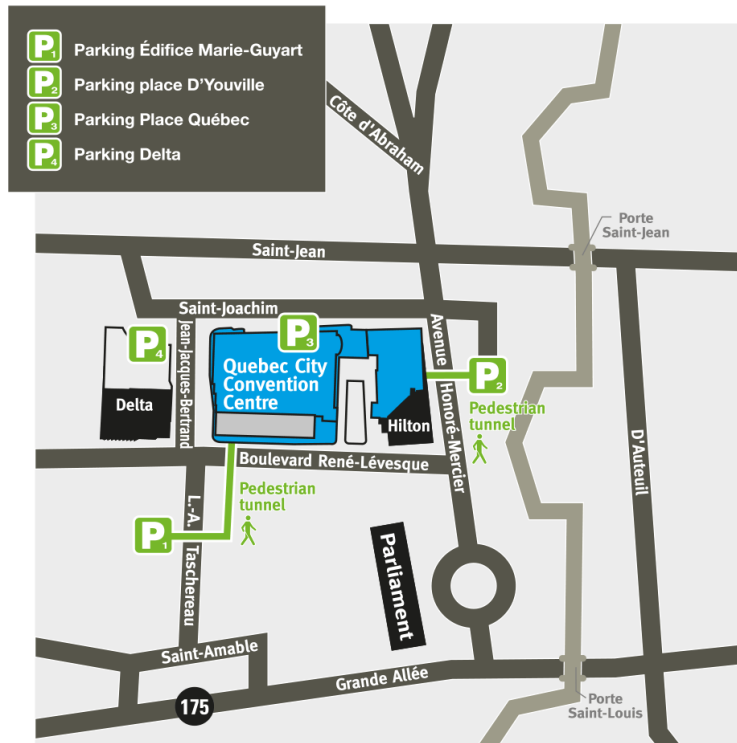 P1 Parking Édifice Marie-Guyart
P2 Parking place D'Youville
P3 Parking Place Québec
P4 Parking Delta
Côte d'Abraham
Porte
Saint-Jean
Saint-Jean
Saint-Joachim
Jean-Jacques-Bertrand
P4
P3
Avenue Honoré-Mercier
Quebec City
Convention
Centre
P2
Delta
Hilton
Pedestrian
tunnel
D'Auteuil
Boulevard René-Lévesque
L.-A. Taschereau
Pedestrian
tunnel
P1
Parliament
Saint-Amable
Grande Allée
175
Porte
Saint-Louis